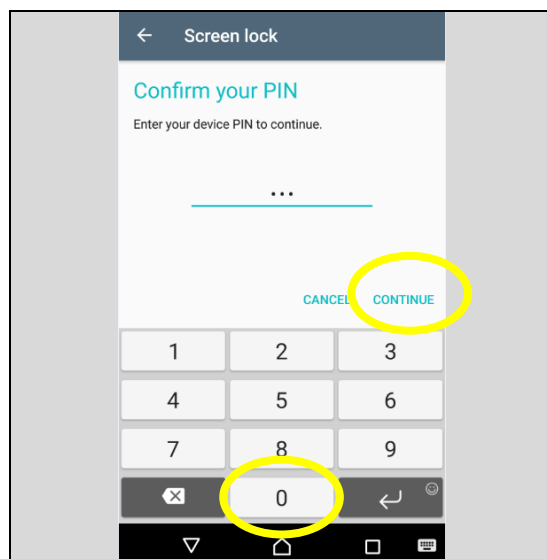 Screen lock
Confirm your PIN
Enter your device PIN to continue.
CANCEL CONTINUE
1 2 3
4 5 6
7 8 9
0